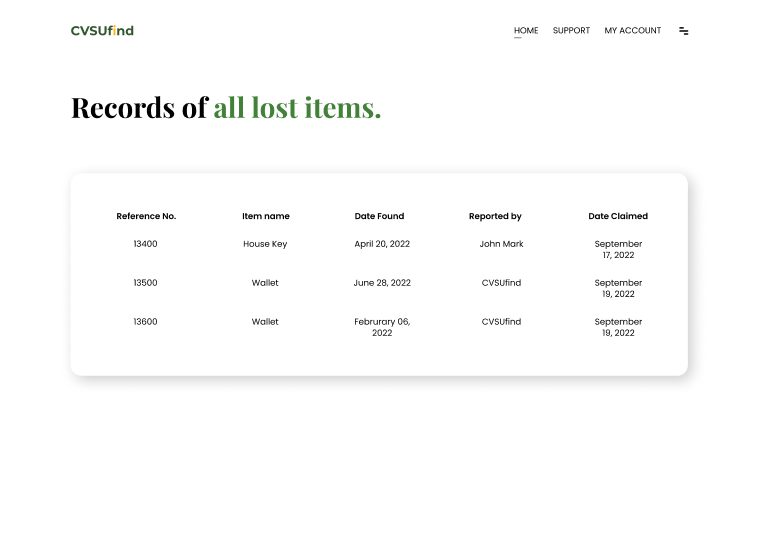 CVSUfind HOME SUPPORT MY ACCOUNT
Records of all lost items.
Reference No. Item name Date Found Reported by Date Claimed
13400 House Key April 20, 2022 John Mark September
17, 2022
13500 Wallet June 28, 2022 CVSUfind September
19, 2022
13600 Wallet Februrary 06, CVSUfind September
2022 19, 2022